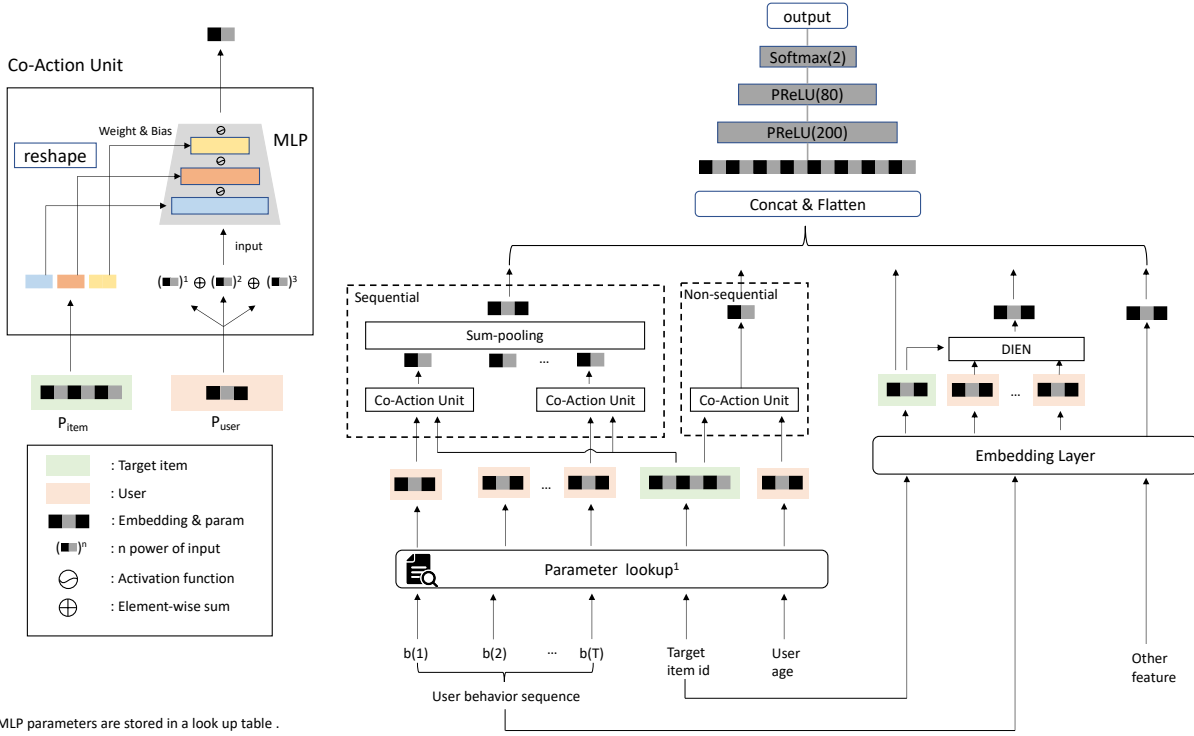 output
Softmax(2)
PReLU(80)
PReLU(200)
Concat & Flatten
Co-Action Unit
Weight & Bias
MLP
reshape
input
( )1 ⊕ ( )2 ⊕ ( )3
Pitem
Puser
: Target item
: User
: Embedding & param
( )n : n power of input
: Activation function
: Element-wise sum
Sequential
Sum-pooling
...
Co-Action Unit
Co-Action Unit
Non-sequential
Co-Action Unit
DIEN
...
Embedding Layer
...
Parameter lookup1
b(1)
b(2)
...
b(T)
Target
item id
User
age
Other
feature
User behavior sequence
MLP parameters are stored in a look up table .